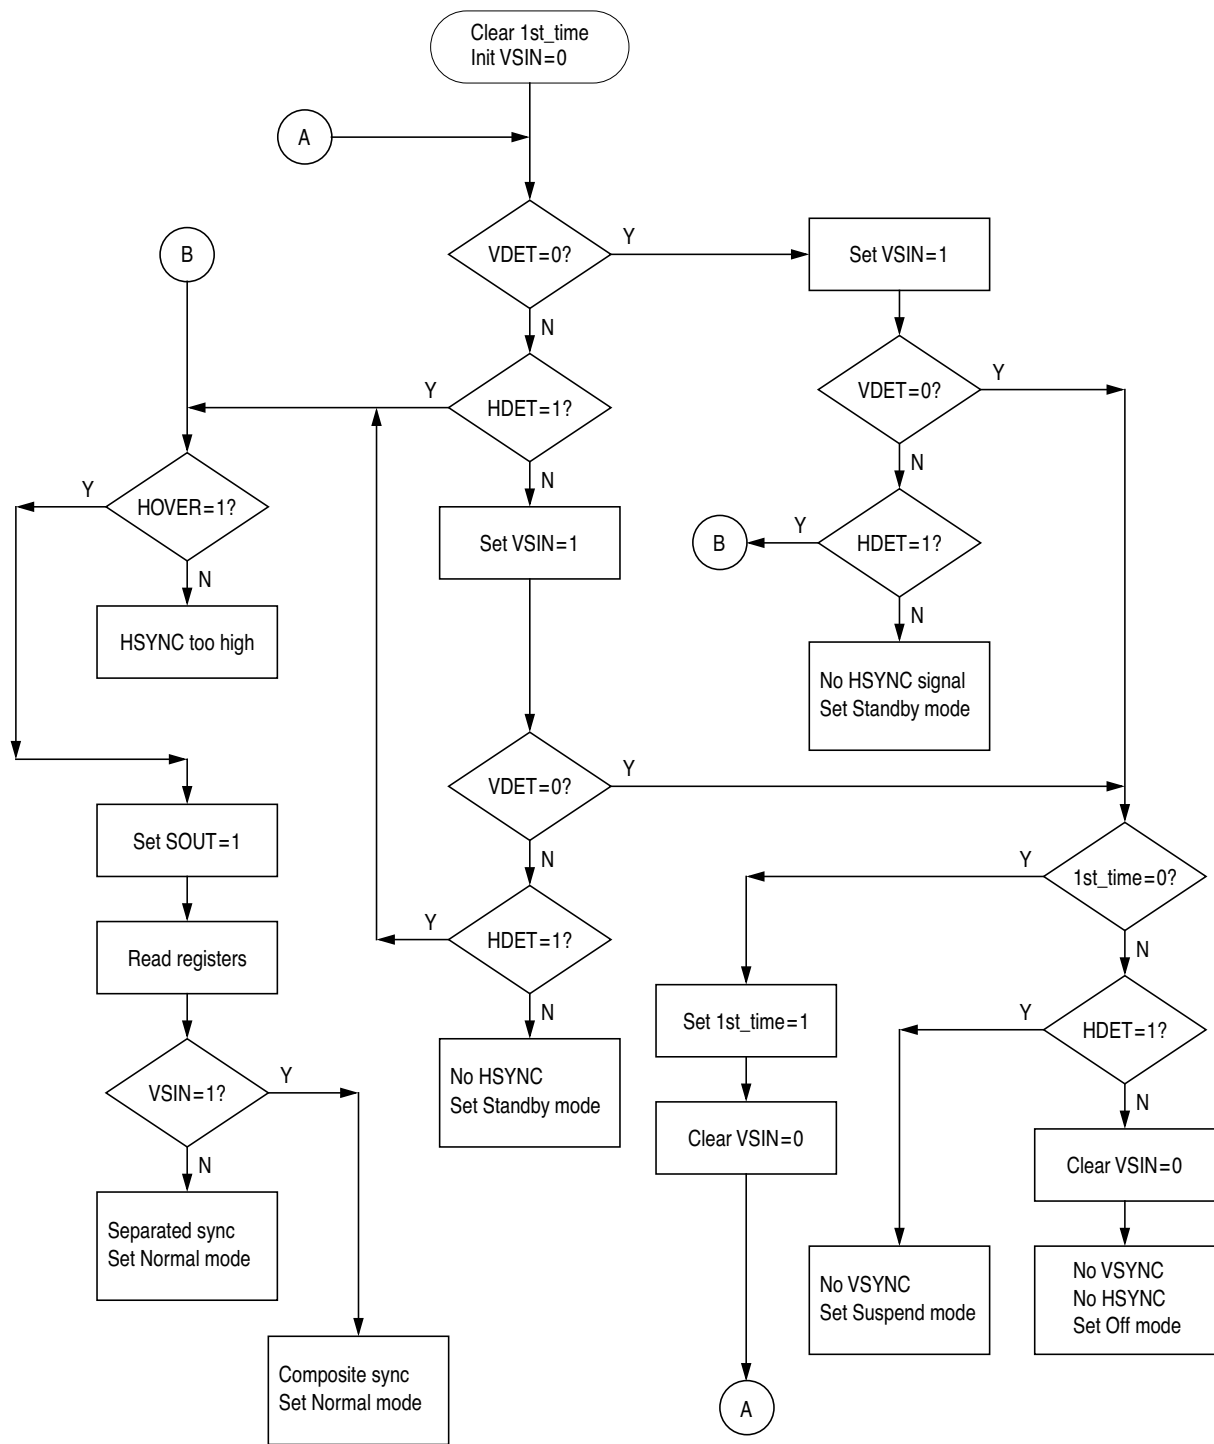 Clear 1st_time
Init VSIN=0
A
B
VDET=0?
Y
Set VSIN=1
N
Y
HDET=1?
VDET=0?
Y
N
N
Y
HOVER=1?
Set VSIN=1
B
Y
HDET=1?
N
N
HSYNC too high
No HSYNC signal
Set Standby mode
VDET=0?
Y
Set SOUT=1
N
Y
1st_time=0?
Y
HDET=1?
N
Read registers
N
Set 1st_time=1
Y
HDET=1?
No HSYNC
Set Standby mode
VSIN=1?
Y
N
Clear VSIN=0
Clear VSIN=0
N
Separated sync
Set Normal mode
No VSYNC
Set Suspend mode
No VSYNC
No HSYNC
Set Off mode
Composite sync
Set Normal mode
A